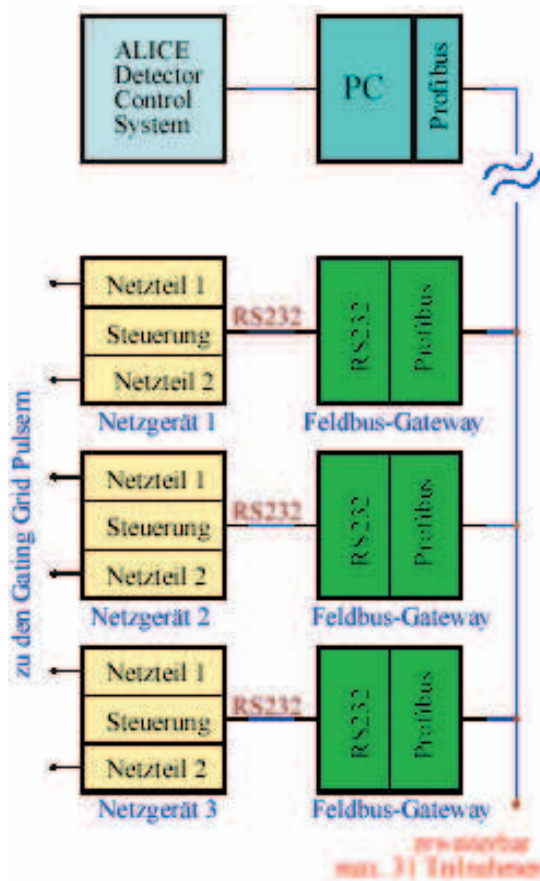 ALICE
Detector
Control
System
PC
Profibus
Netzteil 1
Steuerung
Netzteil 2
Netzgerät 1
RS232
RS232
Profibus
Feldbus-Gateway
Netzteil 1
Steuerung
Netzteil 2
Netzgerät 2
RS232
RS232
Profibus
Feldbus-Gateway
Netzteil 1
Steuerung
Netzteil 2
Netzgerät 3
RS232
RS232
Profibus
Feldbus-Gateway
zu den Gating Grid Pulsern
erweiterbar
max. 31 Teilnehmer